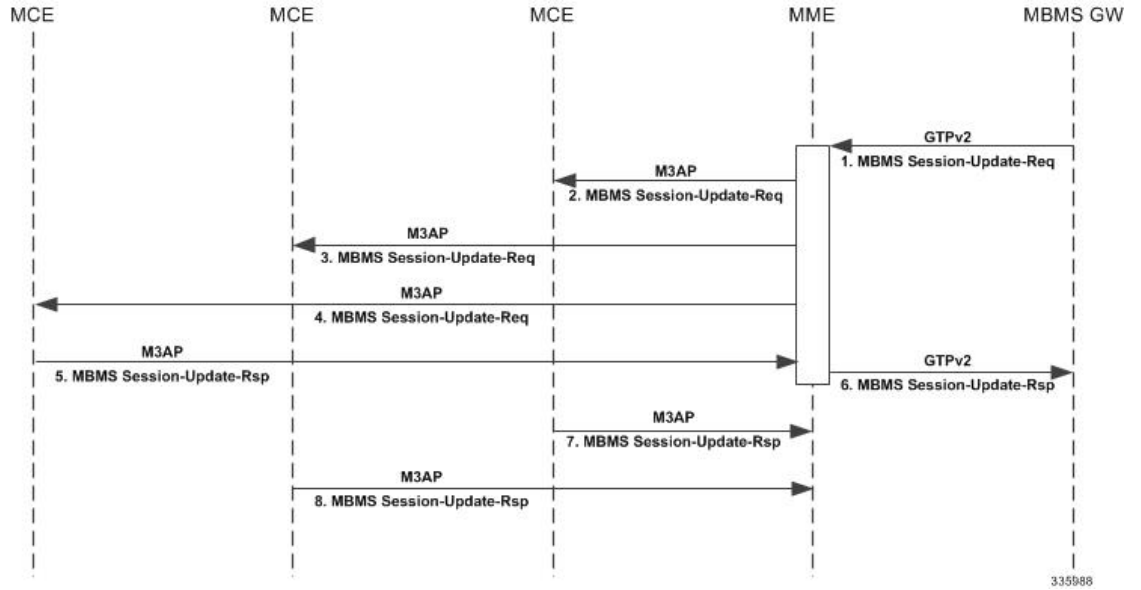 MCE MCE MCE MME MBMS GW
GTPv2
1. MBMS Session-Update-Req
M3AP
2. MBMS Session-Update-Req
M3AP
3. MBMS Session-Update-Req
M3AP
4. MBMS Session-Update-Req
M3AP
5. MBMS Session-Update-Rsp
GTPv2
6. MBMS Session-Update-Rsp
M3AP
7. MBMS Session-Update-Rsp
M3AP
8. MBMS Session-Update-Rsp
335988